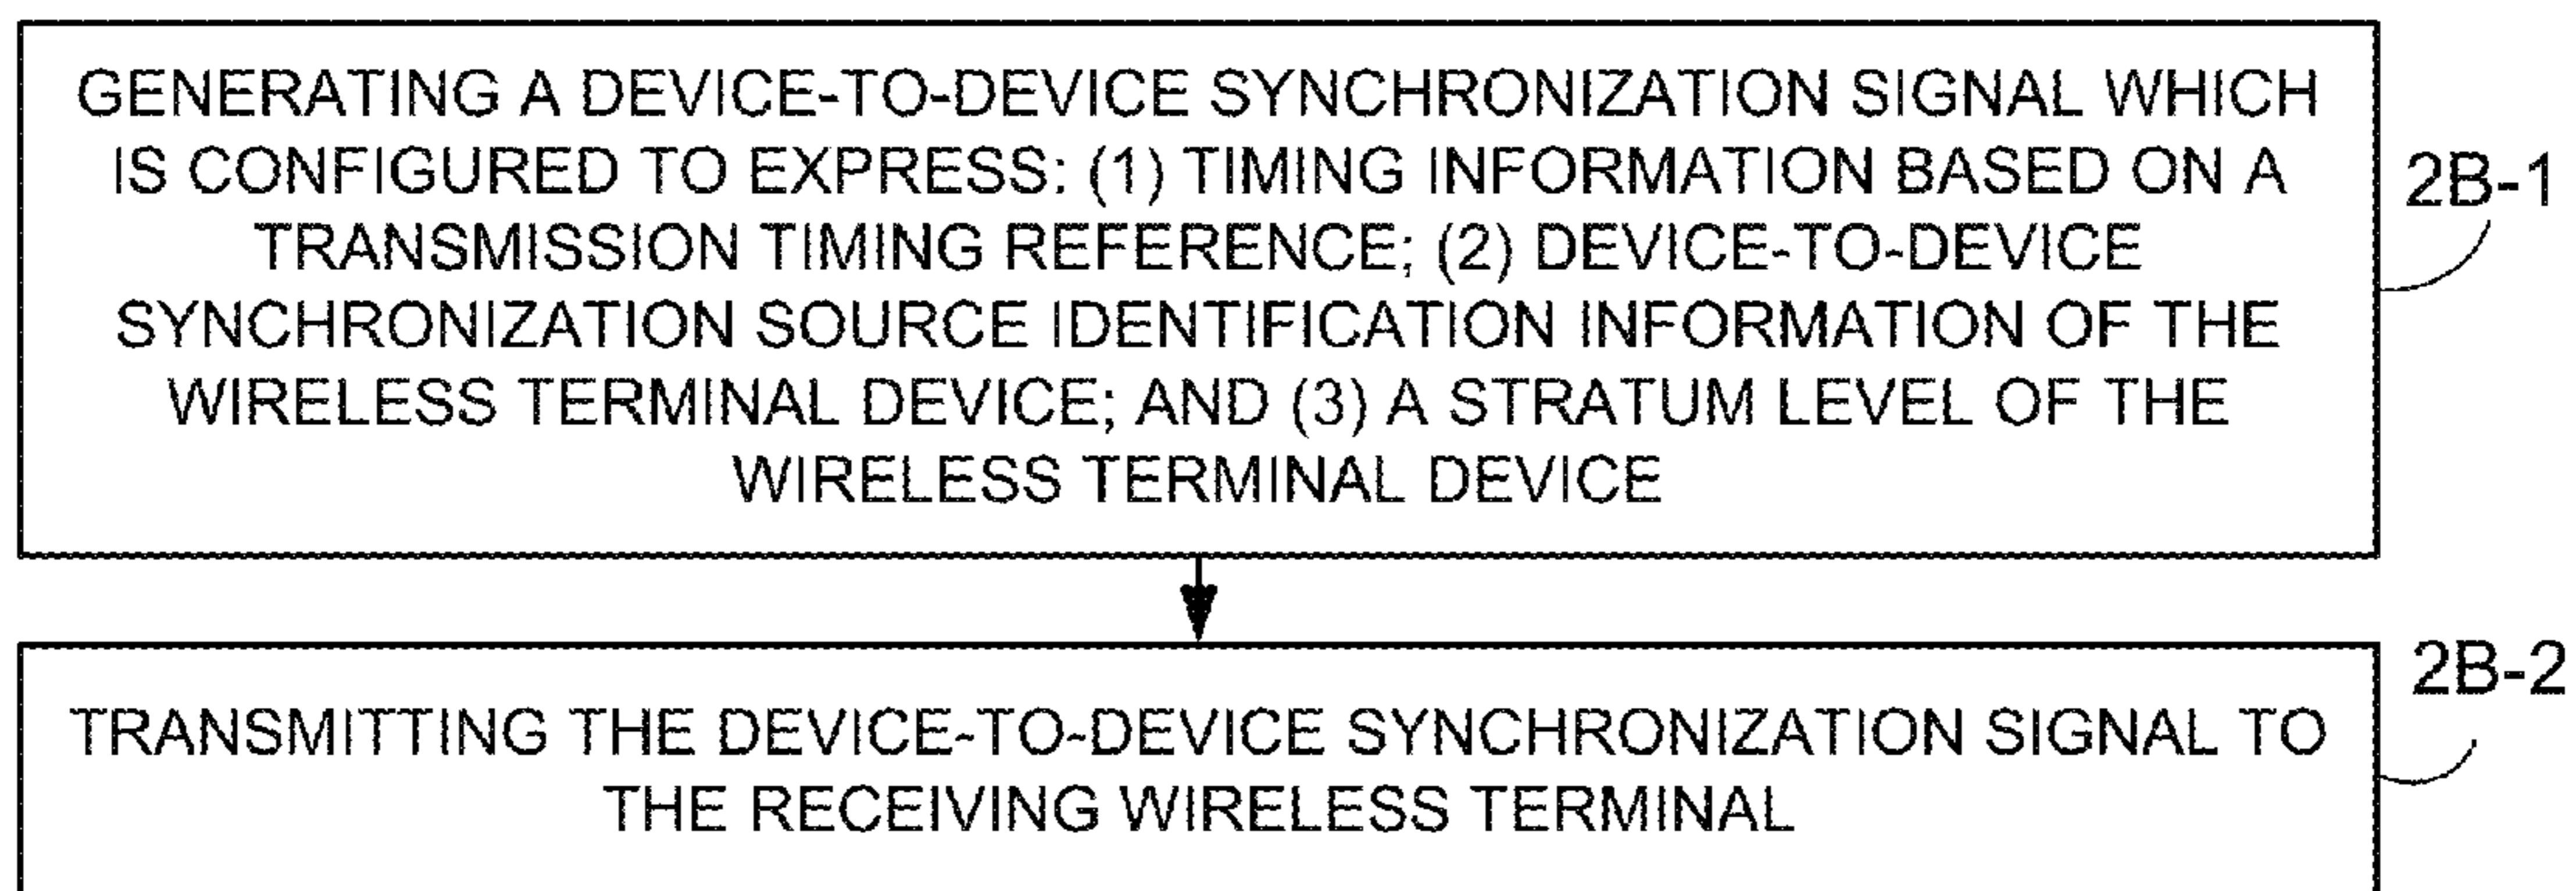 GENERATING A DEVICE-TO-DEVICE SYNCHRONIZATION SIGNAL WHICH
IS CONFIGURED TO EXPRESS: (1) TIMING INFORMATION BASED ON A
TRANSMISSION TIMING REFERENCE; (2) DEVICE-TO-DEVICE
SYNCHRONIZATION SOURCE IDENTIFICATION INFORMATION OF THE
WIRELESS TERMINAL DEVICE; AND (3) A STRATUM LEVEL OF THE
WIRELESS TERMINAL DEVICE
2B-1
TRANSMITTING THE DEVICE-TO-DEVICE SYNCHRONIZATION SIGNAL TO
THE RECEIVING WIRELESS TERMINAL
2B-2